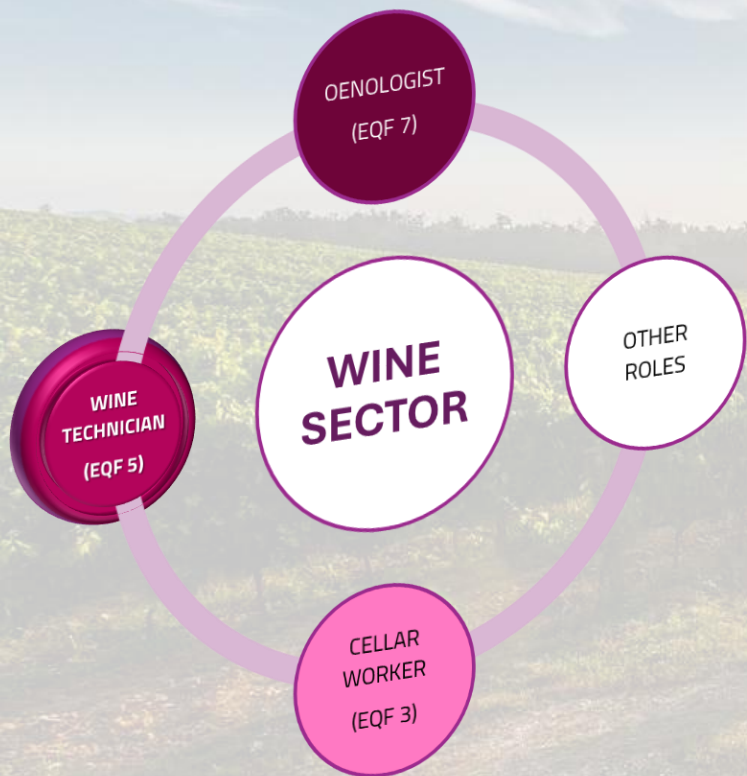 OENOLOGIST
(EQF 7)
WINE
SECTOR
OTHER
ROLES
WINE
TECHNICIAN
(EQF 5)
CELLAR
WORKER
(EQF 3)